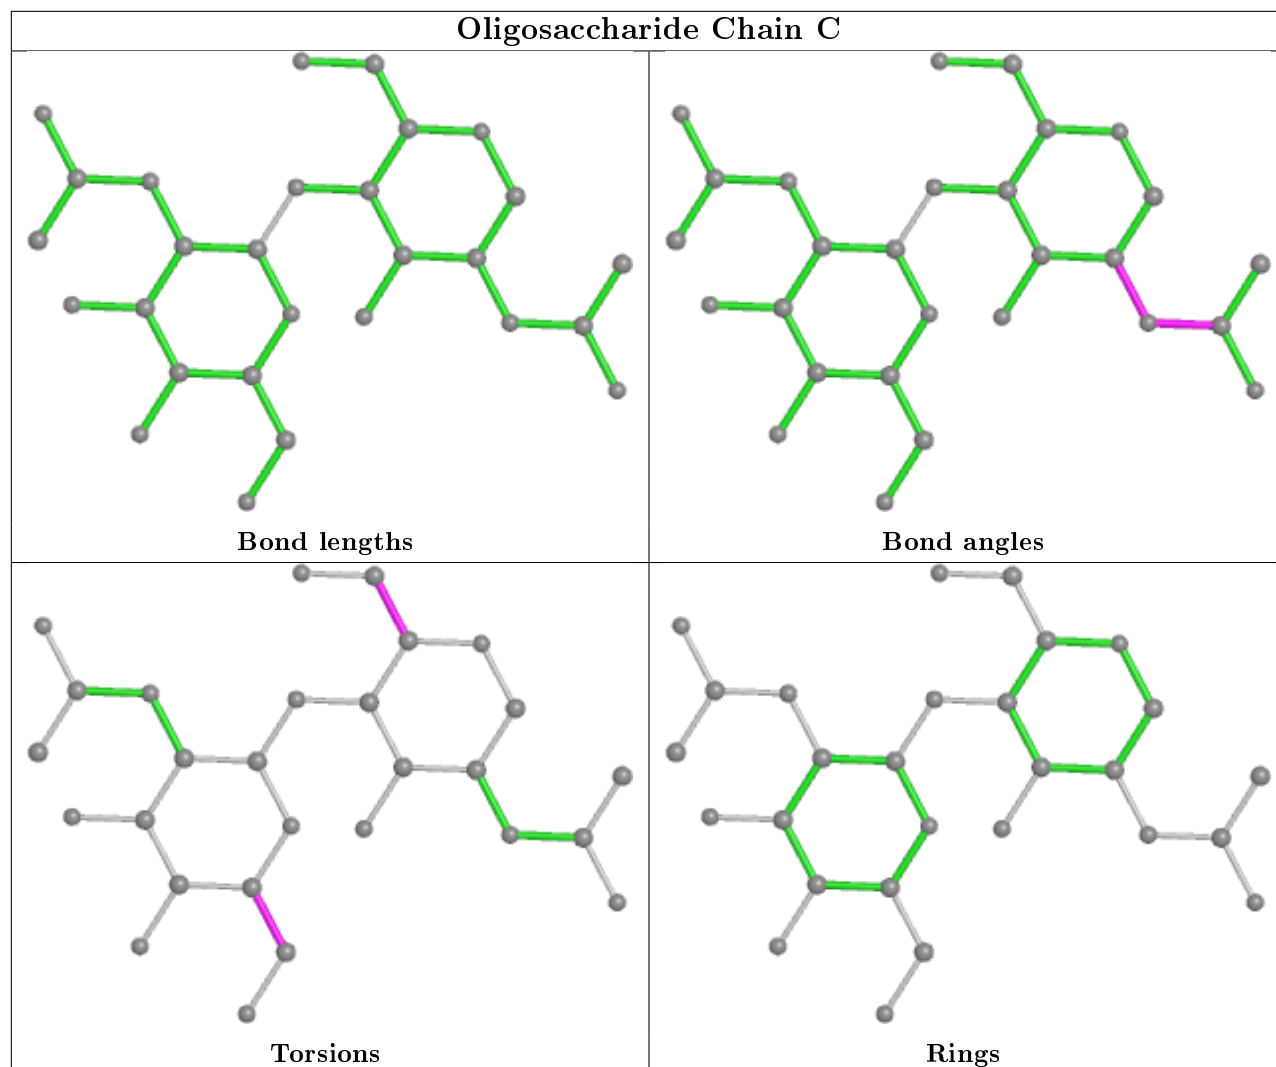 Oligosaccharide Chain C
Bond lengths
Bond angles
Torsions
Rings